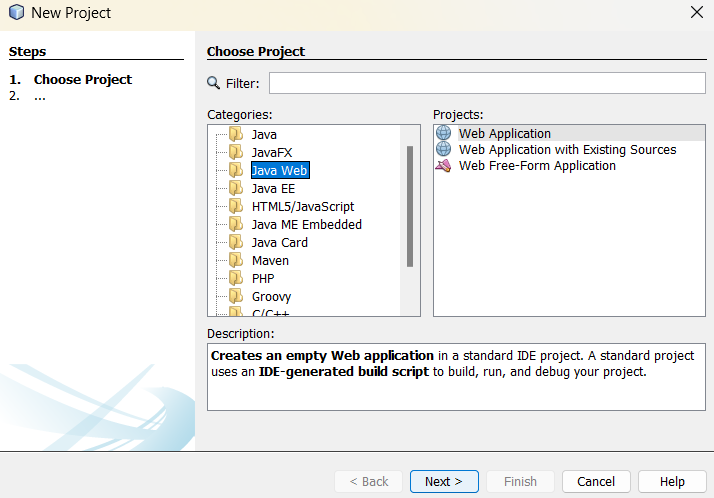 New Project
Steps
1. Choose Project
2. ...
Choose Project
Filter:
Categories:
Java
JavaFX
Java Web
Java EE
HTML5/JavaScript
Java ME Embedded
Java Card
Maven
PHP
Groovy
C/C++
Projects:
Web Application
Web Application with Existing Sources
Web Free-Form Application
Description:
Creates an empty Web application in a standard IDE project. A standard project
uses an IDE-generated build script to build, run, and debug your project.
< Back
Next >
Finish
Cancel
Help